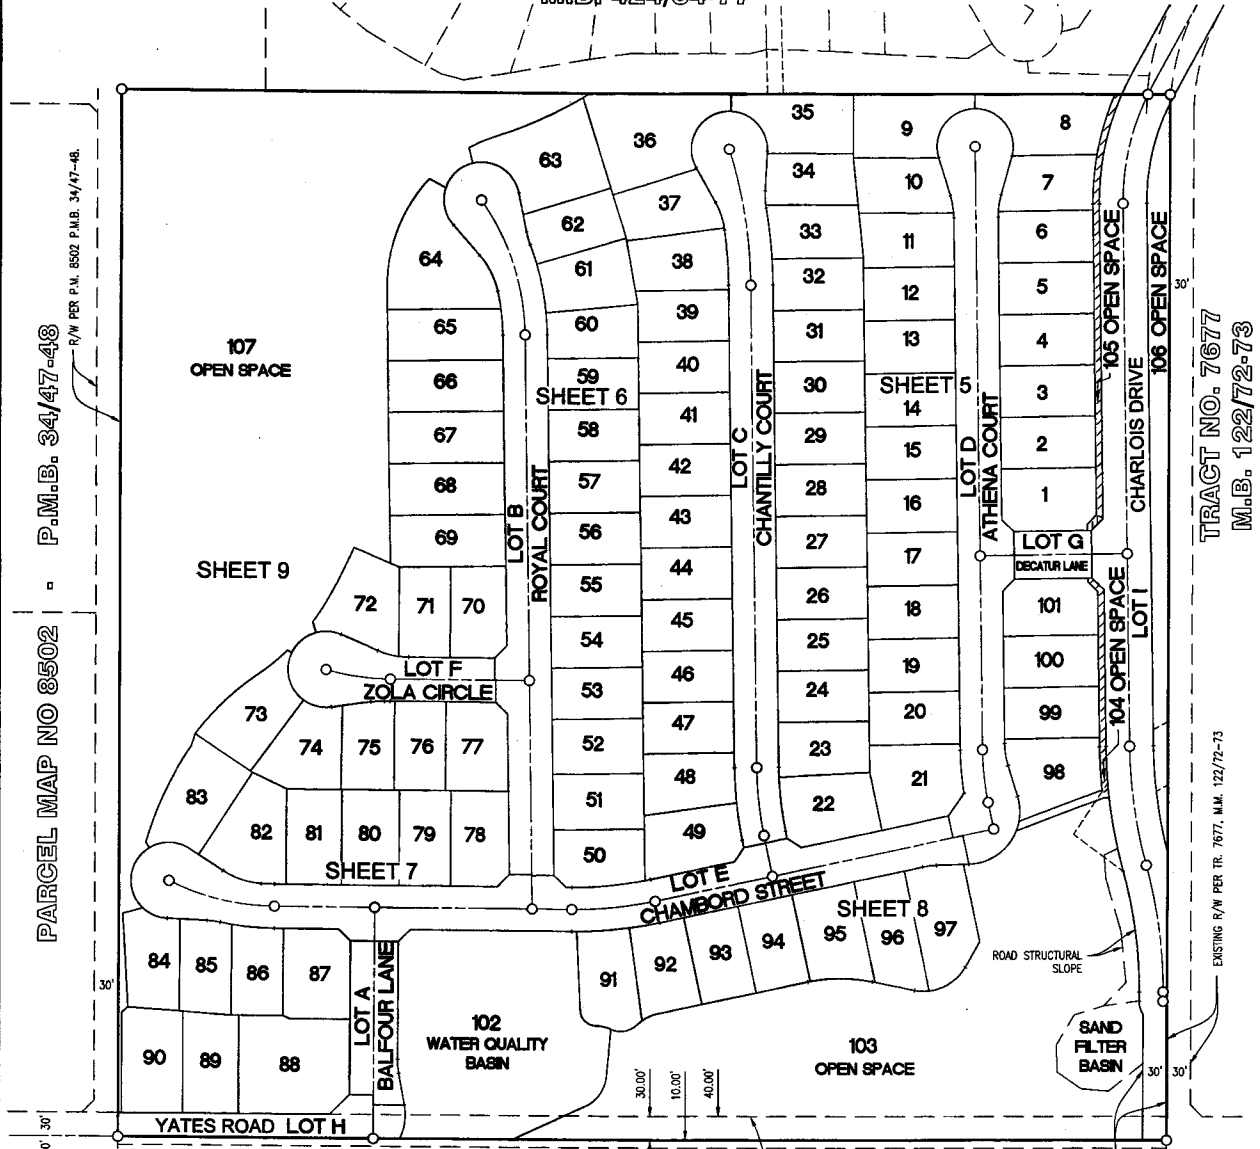 35
8
9
36
63
34
10
7
37
62
33
11
6
38
61
64
32
5
12
39
60
65
31
13
4
107
OPEN SPACE
40
59
66
30
SHEET 6
SHEET 5
3
14
41
58
67
29
15
2
42
57
68
28
16
1
43
56
69
27
17
LOT G
DECATUR LANE
SHEET 9
44
55
72
71
70
26
18
101
45
54
25
19
100
LOT F
ZOLA CIRCLE
46
53
24
20
99
73
74
75
76
77
47
52
23
21
98
48
51
22
83
82
81
80
79
78
49
50
SHEET 7
LOT E
CHAMBORD STREET
SHEET 8
84
85
86
87
91
92
93
94
95
96
97
90
89
88
102
WATER QUALITY
BASIN
103
OPEN SPACE
ROAD STRUCTURAL
SLOPE
SAND
FILTER
BASIN
YATES ROAD LOT H
LOT A
BALFOUR LANE
LOT B
ROYAL COURT
LOT C
CHANTILLY COURT
LOT D
ATHENA COURT
105 OPEN SPACE
106 OPEN SPACE
104 OPEN SPACE
CHARLOIS DRIVE
LOT I
30'
30'
30'
30'
30'
30.00'
10.00'
40.00'
R/W PER P.M. 8502 P.M.B. 34/47-48.
PARCEL MAP NO 8502 - P.M.B. 34/47-48
TRACT NO. 7677
M.B. 122/72-73
EXISTING R/W PER TR. 7677, M.M. 122/72-73